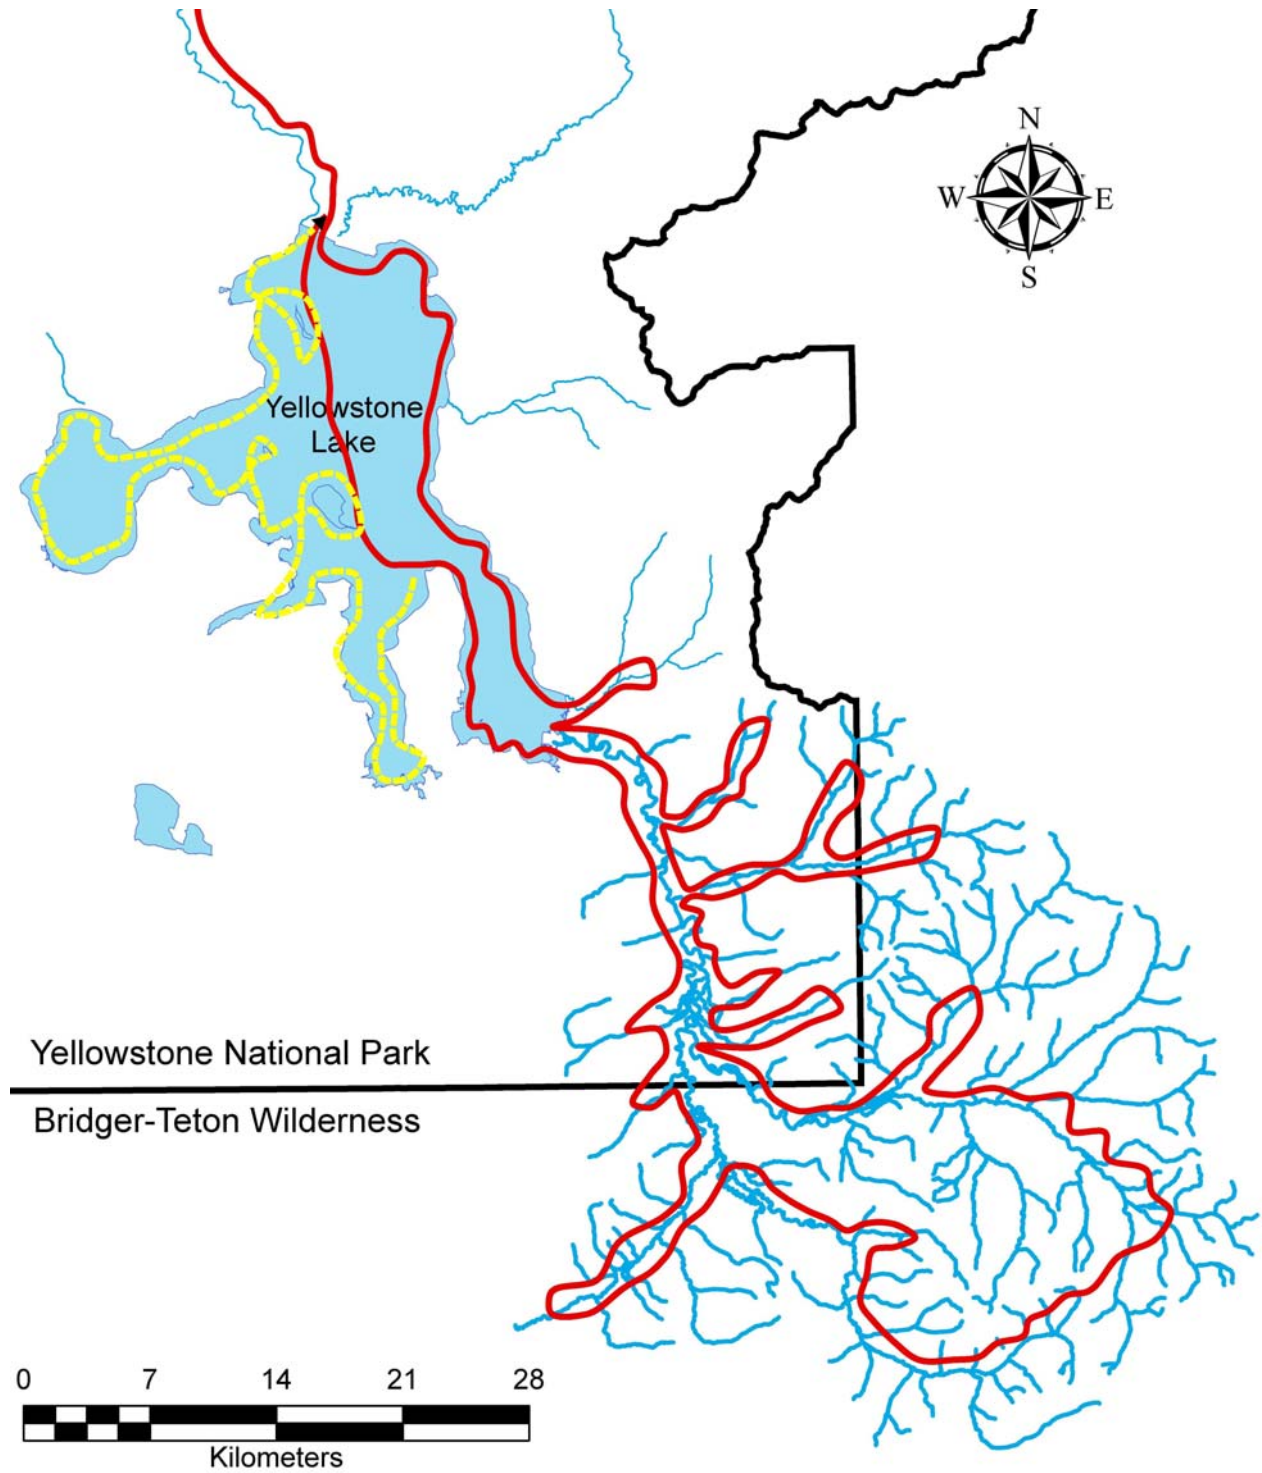 N
W E
S
Yellowstone
Lake
Yellowstone National Park
Bridger-Teton Wilderness
0 7 14 21 28
Kilometers